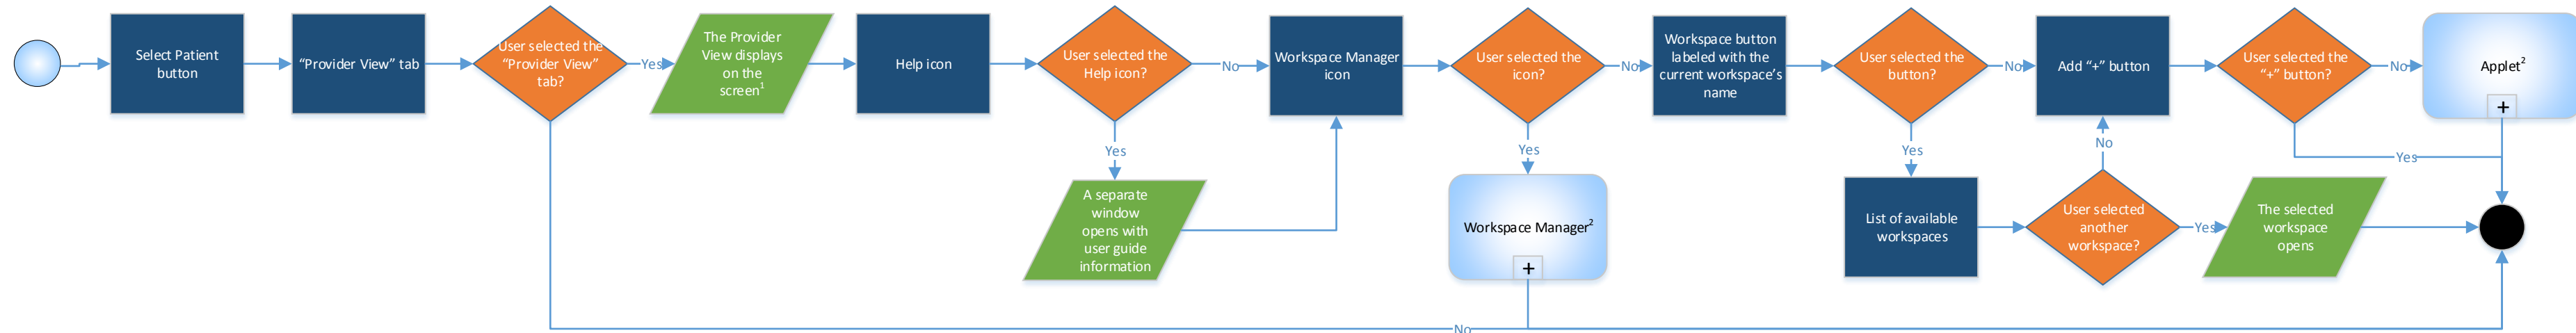 Select Patient
button
“Provider View” tab
User selected the
“Provider View”
tab?
Yes
The Provider
View displays
on the
screen¹
Help icon
User selected the
Help icon?
No
Workspace Manager
icon
User selected the
icon?
No
Workspace button
labeled with the
current workspace’s
name
User selected the
button?
No
Add “+” button
User selected the
“+” button?
No
Applet²
+
Yes
A separate
window
opens with
user guide
information
Yes
Workspace Manager²
+
Yes
List of available
workspaces
No
User selected
another
workspace?
Yes
The selected
workspace
opens
Yes
No